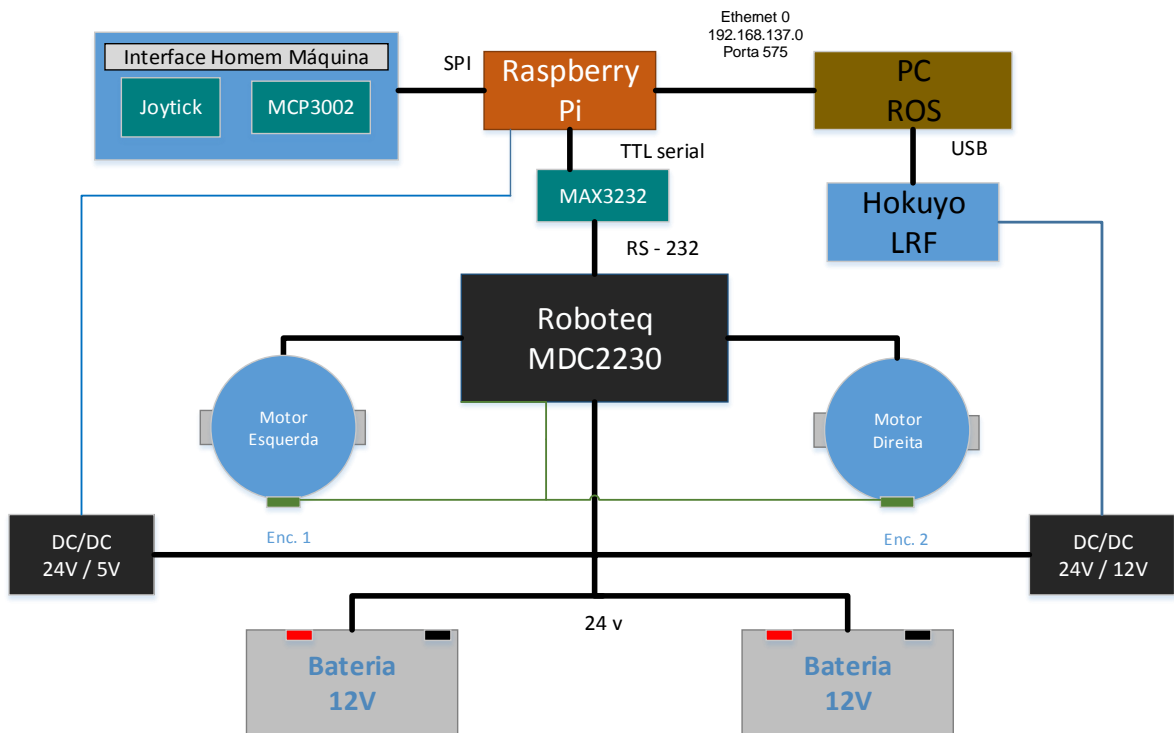 Ethernet 0
192.168.137.0
Porta 575
Interface Homem Máquina
Joytick
MCP3002
SPI
Raspberry
Pi
PC
ROS
TTL serial
USB
MAX3232
Hokuyo
LRF
RS - 232
Roboteq
MDC2230
Motor
Esquerda
Motor
Direita
Enc. 1
Enc. 2
DC/DC
24V / 5V
DC/DC
24V / 12V
24 v
Bateria
12V
Bateria
12V